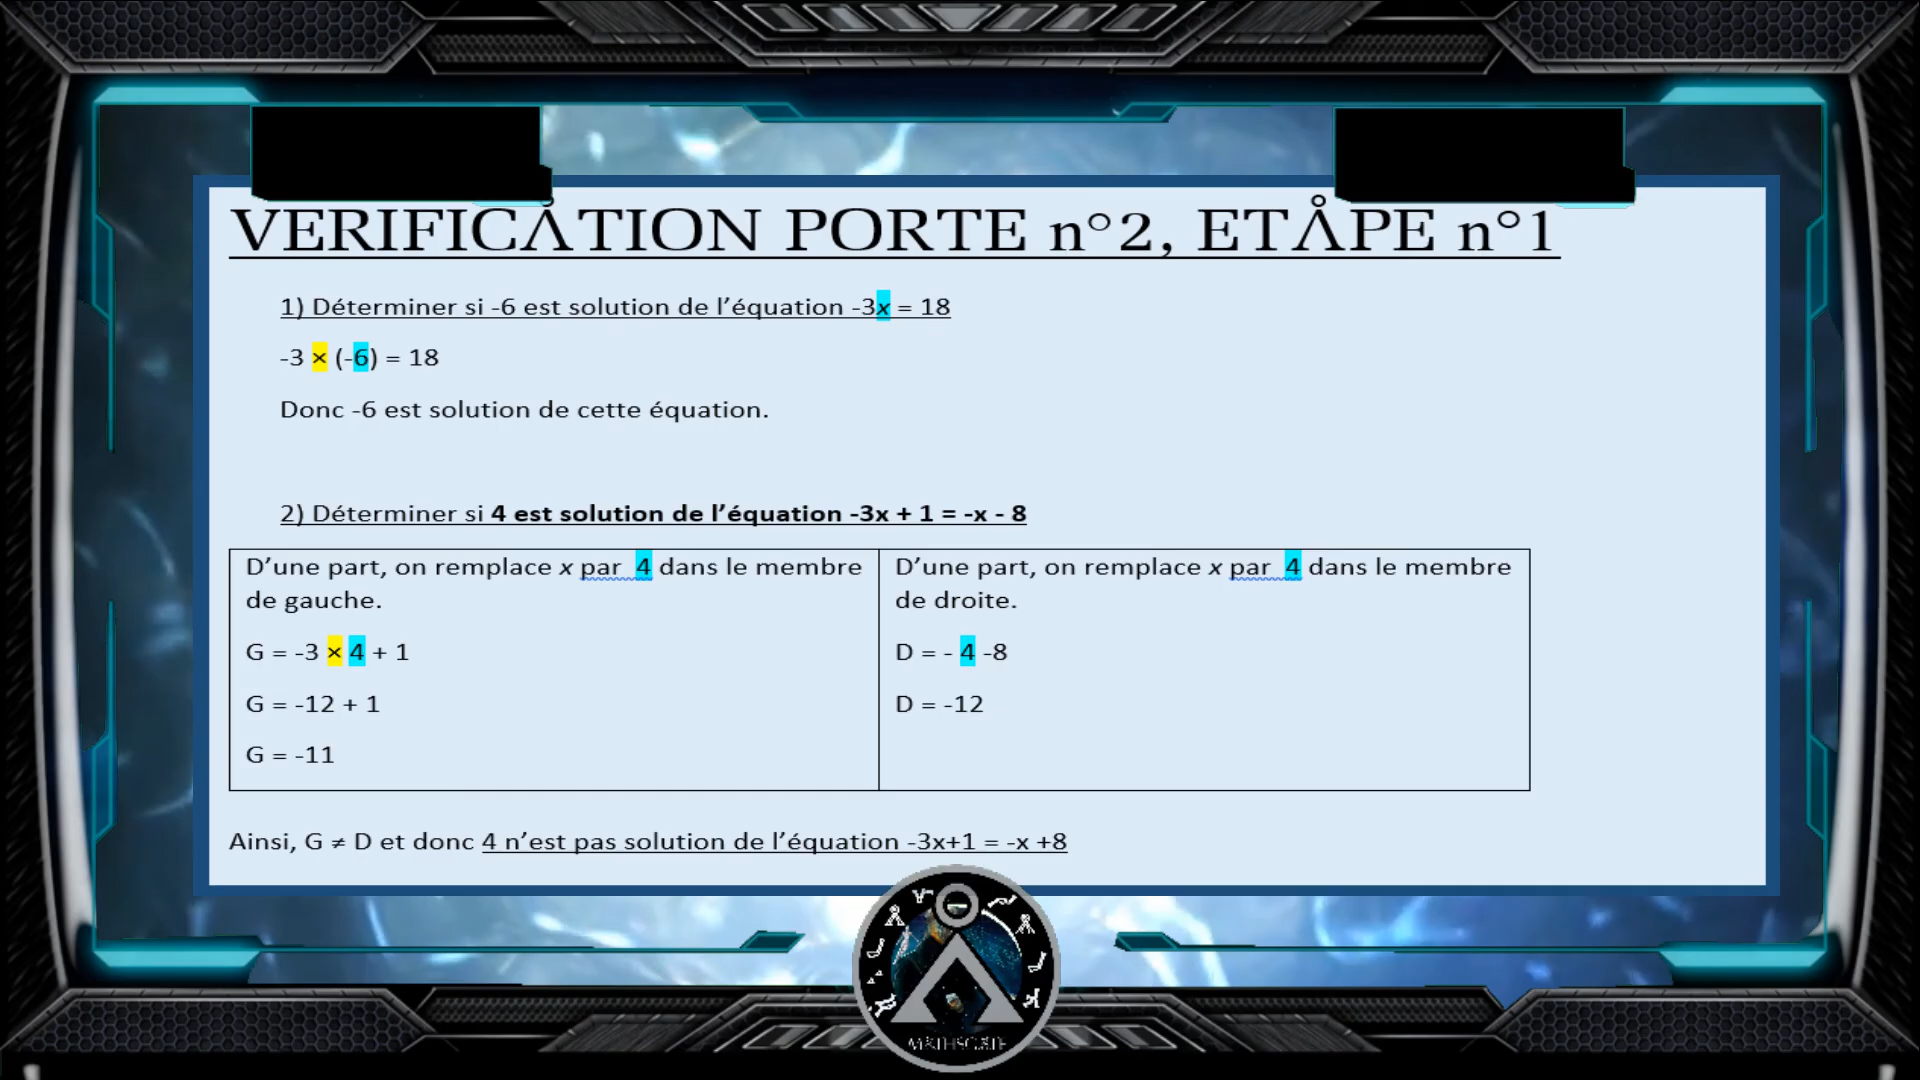 VERIFICÅTION PORTE n°2, ETÅPE n°1
1) Déterminer si -6 est solution de l’équation -3x = 18
-3 × (-6) = 18
Donc -6 est solution de cette équation.
2) Déterminer si 4 est solution de l’équation -3x + 1 = -x - 8
D’une part, on remplace x par 4 dans le membre
de gauche.
G = -3 × 4 + 1
G = -12 + 1
G = -11
D’une part, on remplace x par 4 dans le membre
de droite.
D = - 4 -8
D = -12
Ainsi, G ≠ D et donc 4 n’est pas solution de l’équation -3x+1 = -x +8
MATHSGATE